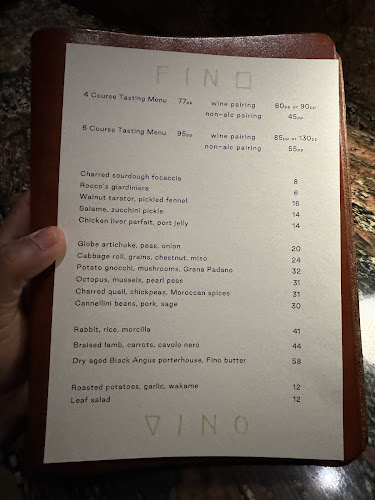 FINO
4 Course Tasting Menu 77pp wine pairing 60pp or 90pp
non-alc pairing 45pp
6 Course Tasting Menu 95pp wine pairing 85pp or 130pp
non-alc pairing 55pp
Charred sourdough focaccia 8
Rocco's giardiniera 6
Walnut tarator, pickled fennel 16
Salame, zucchini pickle 14
Chicken liver parfait, port jelly 14
Globe artichoke, peas, onion 20
Cabbage roll, grains, chestnut, miso 24
Potato gnocchi, mushrooms, Grana Padano 32
Octopus, mussels, pearl peas 31
Charred quail, chickpeas, Moroccan spices 31
Cannellini beans, pork, sage 30
Rabbit, rice, morcilla 41
Braised lamb, carrots, cavolo nero 44
Dry aged Black Angus porterhouse, Fino butter 58
Roasted potatoes, garlic, wakame 12
Leaf salad 12
VINO